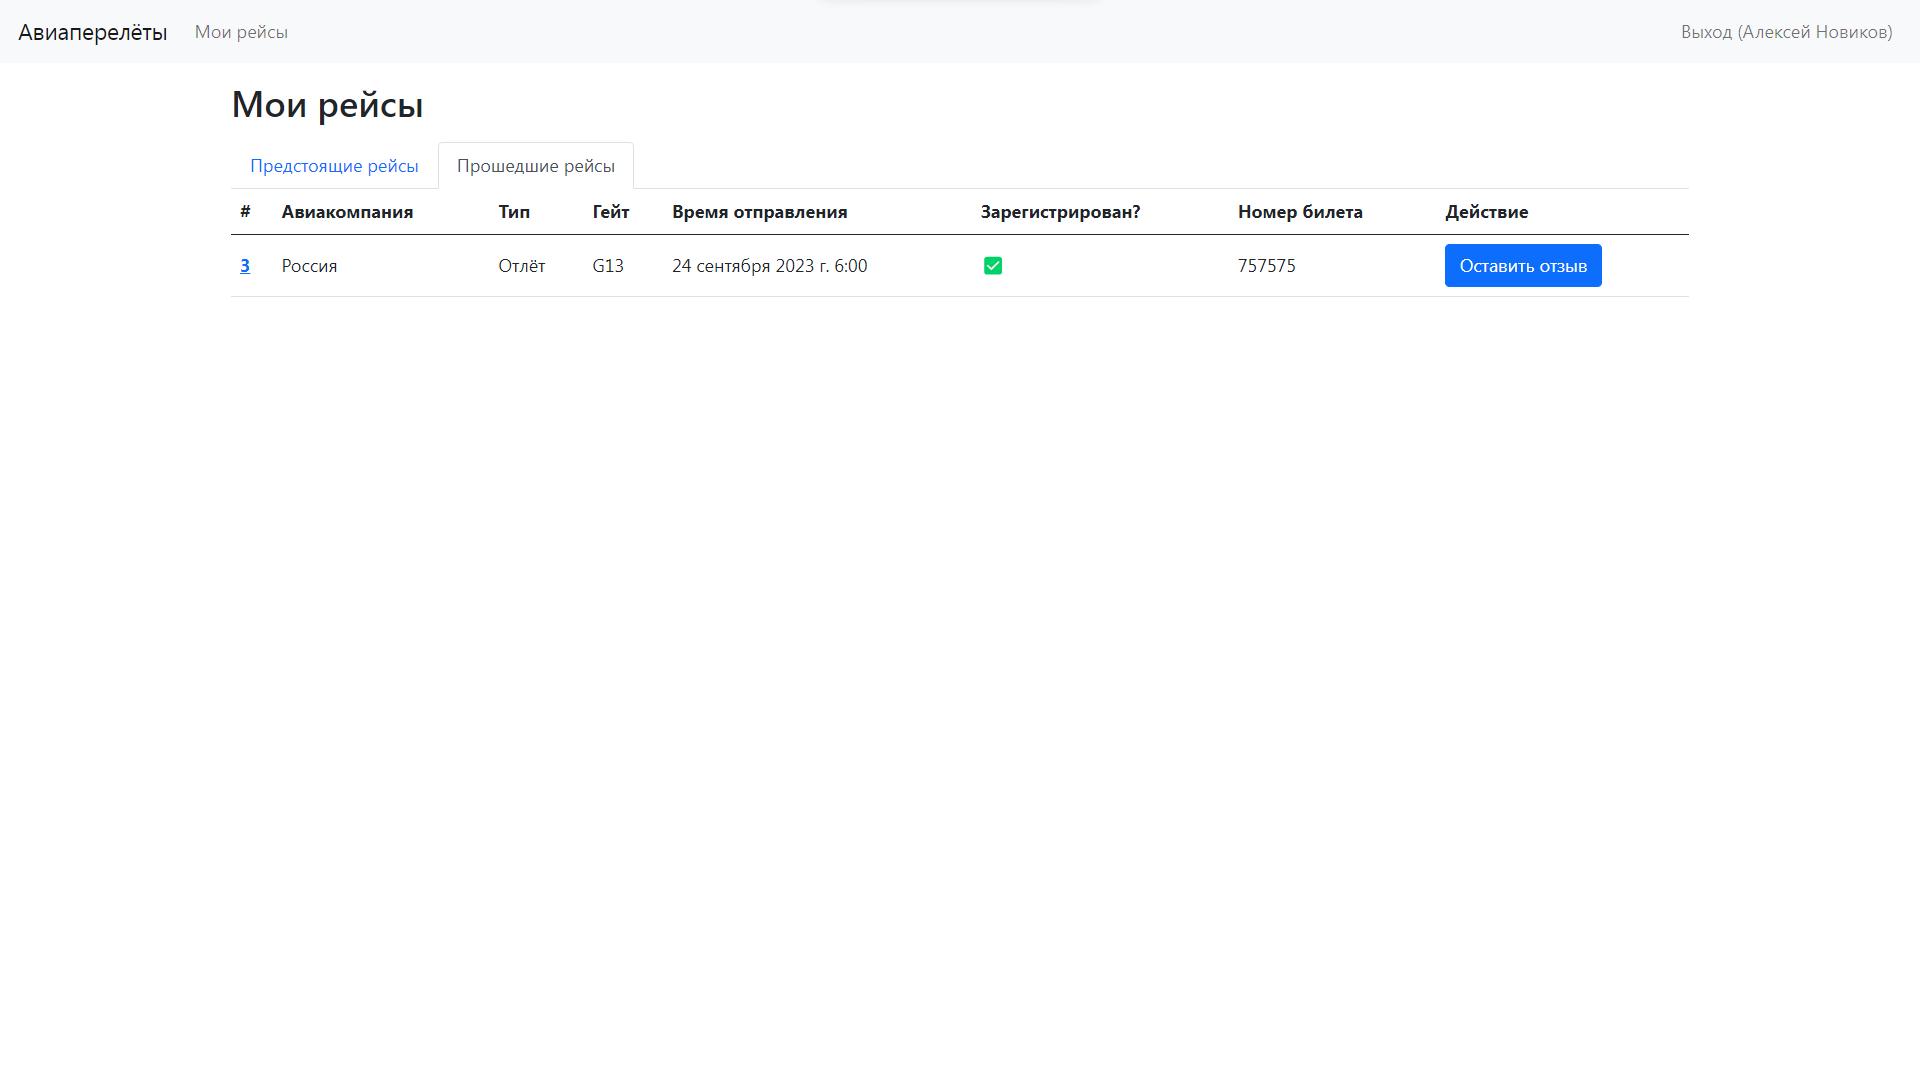 Авиаперелёты Мои рейсы Выход (Алексей Новиков)
Мои рейсы
Предстоящие рейсы Прошедшие рейсы
# Авиакомпания Тип Гейт Время отправления Зарегистрирован? Номер билета Действие
3 Россия Отлёт G13 24 сентября 2023 г. 6:00 757575 Оставить отзыв